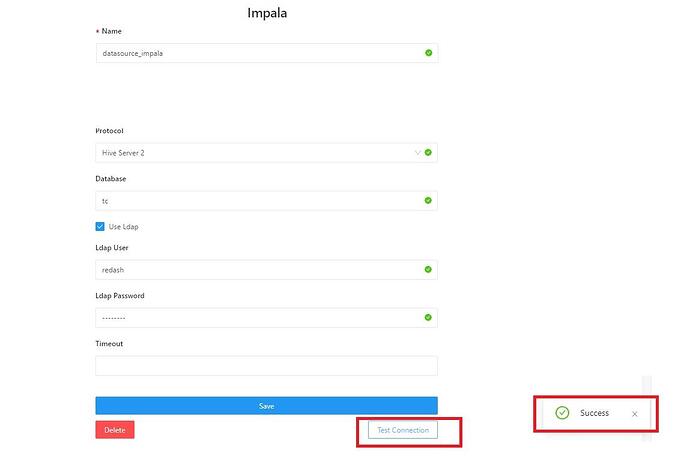 Impala
* Name
datasource_impala
Protocol
Hive Server 2
Database
tc
Use Ldap
Ldap User
redash
Ldap Password
--------
Timeout
Save
Delete
Test Connection
Success